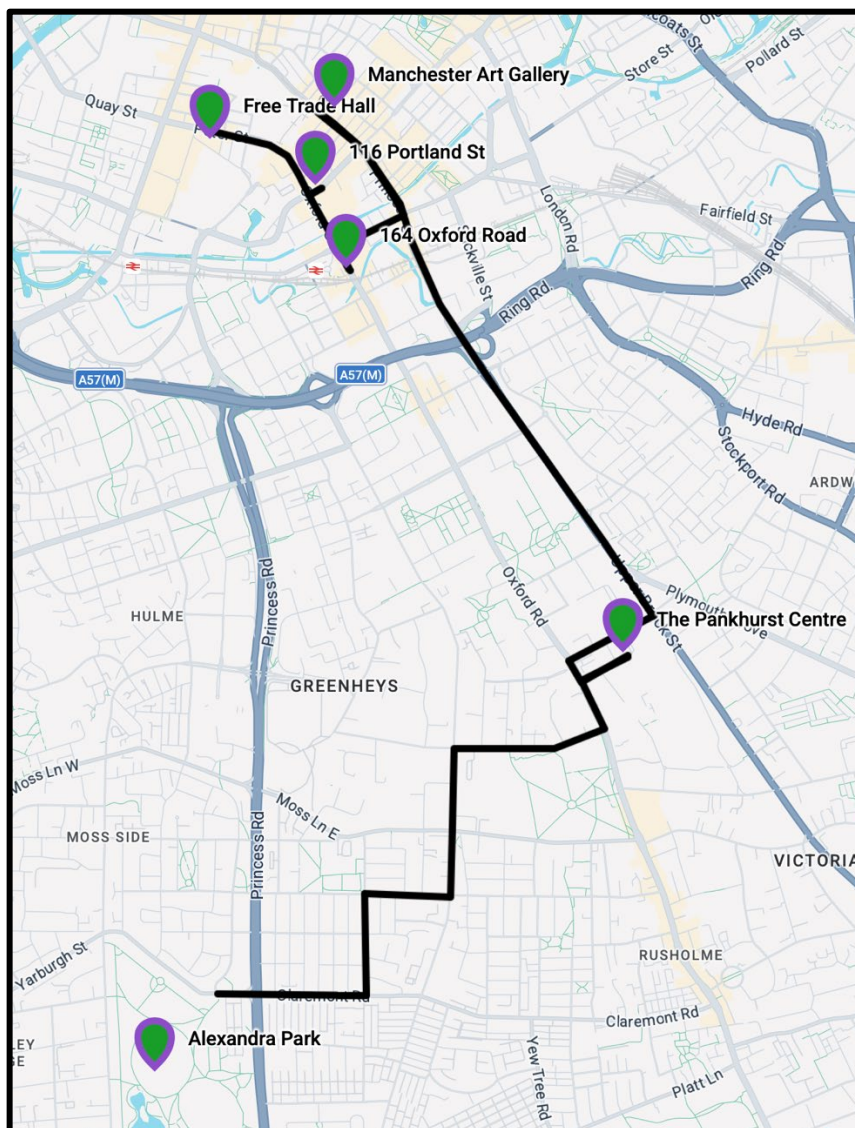 Pollard St
Store St
Manchester Art Gallery
Quay St
Free Trade Hall
116 Portland St
London Rd
Fairfield St
164 Oxford Road
Ring Rd.
Ring Rd.
A57(M)
A57(M)
Hyde Rd
Stockport Rd
ARDW
Princess Rd
Oxford Rd
HULME
The Pankhurst Centre
GREENHEYS
Moss Ln W
Moss Ln E
MOSS SIDE
Princess Rd
VICTORIA
Yarburgh St
RUSHOLME
Claremont Rd
Claremont Rd
Alexandra Park
Yew Tree Rd
Platt Ln